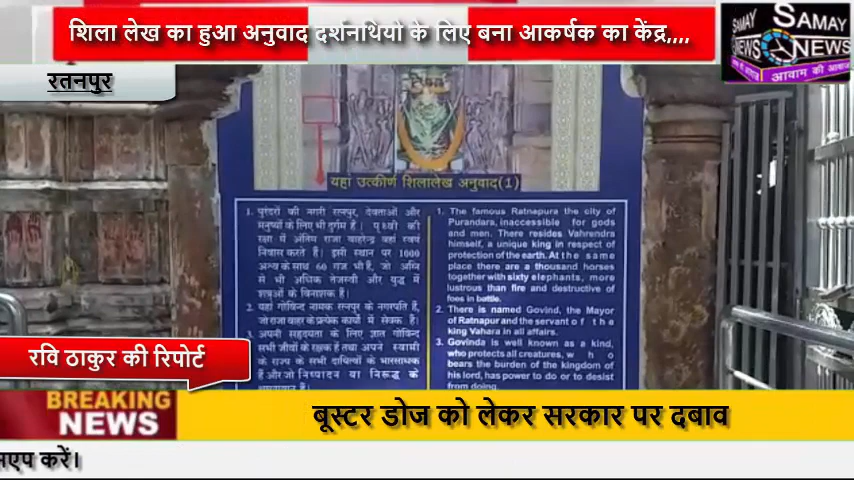 शिला लेख का हुआ अनुवाद दर्शनथियो के लिए बना आकर्षक का केंद्र,...
SAMAY NEWS
SAMAY NEWS
आवाम की आवाज
रतनपुर
यहां उत्कीर्ण शिलालेख अनुवाद(1)
1. पुरंदरों की नगरी रत्नपुर, देवताओं और
मनुष्यों के लिए भी दुर्गम है। पृथ्वी की
रक्षा में अंतिम राजा वाहरेन्द्र वहां स्वयं
निवास करते हैं। इसी स्थान पर 1000
अश्व के साथ 60 गज भी हैं, जो अग्नि
से भी अधिक तेजस्वी और युद्ध में
शत्रुओं के विनाशक हैं।
2. यहां गोविन्द नामक रत्नपुर के नगरपति हैं,
जो राजा वाहर के प्रत्येक कार्यों में सेवक हैं।
3. अपनी सहृदयता के लिए ज्ञात गोविन्द
सभी जीवों के रक्षक हैं तथा अपने स्वामी
के राज्य के सभी दायित्वों के भारसाधक
हैं और जो निष्पादन या निरूद्ध के
1. The famous Ratnapura the city of
Purandara, inaccessible for gods
and men. There resides Vahrendra
himself, a unique king in respect of
protection of the earth. At the same
place there are a thousand horses
together with sixty elephants, more
lustrous than fire and destructive of
foes in battle.
2. There is named Govind, the Mayor
of Ratnapur and the servant of the
king Vahara in all affairs.
3. Govinda is well known as a kind,
who protects all creatures, who
bears the burden of the kingdom of
his lord, has power to do or to desist
from doing.
रवि ठाकुर की रिपोर्ट
BREAKING NEWS
बूस्टर डोज को लेकर सरकार पर दबाव
करें।